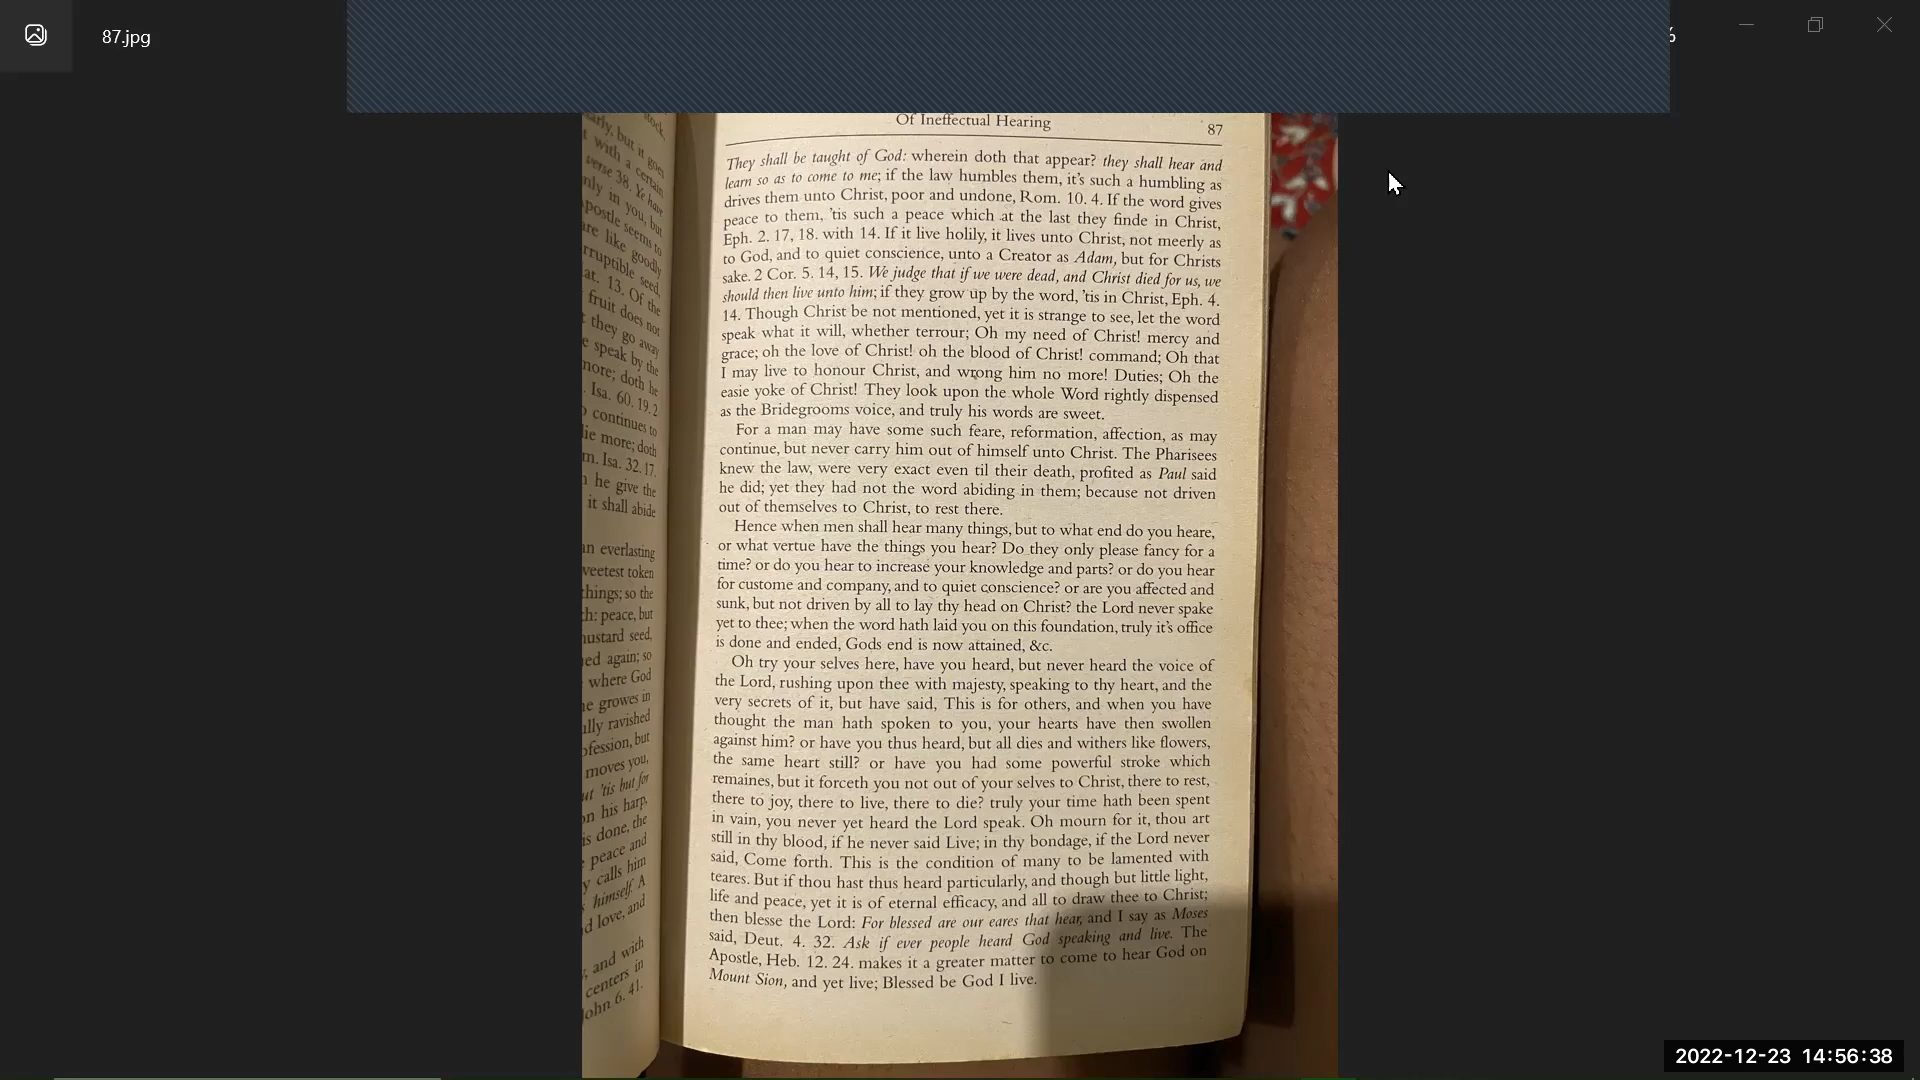 87.jpg
Of Ineffectual Hearing
87
They shall be taught of God: wherein doth that appear? they shall hear and
learn so as to come to me; if the law humbles them, it's such a humbling as
drives them unto Christ, poor and undone, Rom. 10. 4. If the word gives
peace to them, 'tis such a peace which at the last they finde in Christ,
Eph. 2. 17, 18. with 14. If it live holily, it lives unto Christ, not meerly as
to God, and to quiet conscience, unto a Creator as Adam, but for Christs
sake. 2 Cor. 5. 14, 15. We judge that if we were dead, and Christ died for us, we
should then live unto him; if they grow up by the word, 'tis in Christ, Eph. 4.
14. Though Christ be not mentioned, yet it is strange to see, let the word
speak what it will, whether terrour; Oh my need of Christ! mercy and
grace; oh the love of Christ! oh the blood of Christ! command; Oh that
I may live to honour Christ, and wrong him no more! Duties; Oh the
easie yoke of Christ! They look upon the whole Word rightly dispensed
as the Bridegrooms voice, and truly his words are sweet.
For a man may have some such feare, reformation, affection, as may
continue, but never carry him out of himself unto Christ. The Pharisees
knew the law, were very exact even til their death, profited as Paul said
he did; yet they had not the word abiding in them; because not driven
out of themselves to Christ, to rest there.
Hence when men shall hear many things, but to what end do you heare,
or what vertue have the things you hear? Do they only please fancy for a
time? or do you hear to increase your knowledge and parts? or do you hear
for custome and company, and to quiet conscience? or are you affected and
sunk, but not driven by all to lay thy head on Christ? the Lord never spake
yet to thee; when the word hath laid you on this foundation, truly it's office
is done and ended, Gods end is now attained, &c.
Oh try your selves here, have you heard, but never heard the voice of
the Lord, rushing upon thee with majesty, speaking to thy heart, and the
very secrets of it, but have said, This is for others, and when you have
thought the man hath spoken to you, your hearts have then swollen
against him? or have you thus heard, but all dies and withers like flowers,
the same heart still? or have you had some powerful stroke which
remaines, but it forceth you not out of your selves to Christ, there to rest,
there to joy, there to live, there to die? truly your time hath been spent
in vain, you never yet heard the Lord speak. Oh mourn for it, thou art
still in thy blood, if he never said Live; in thy bondage, if the Lord never
said, Come forth. This is the condition of many to be lamented with
teares. But if thou hast thus heard particularly, and though but little light,
life and peace, yet it is of eternal efficacy, and all to draw thee to Christ;
then blesse the Lord: For blessed are our eares that hear, and I say as Moses
said, Deut. 4. 32. Ask if ever people heard God speaking and live. The
Apostle, Heb. 12. 24. makes it a greater matter to come to hear God on
Mount Sion, and yet live; Blessed be God I live.
2022-12-23 14:56:38